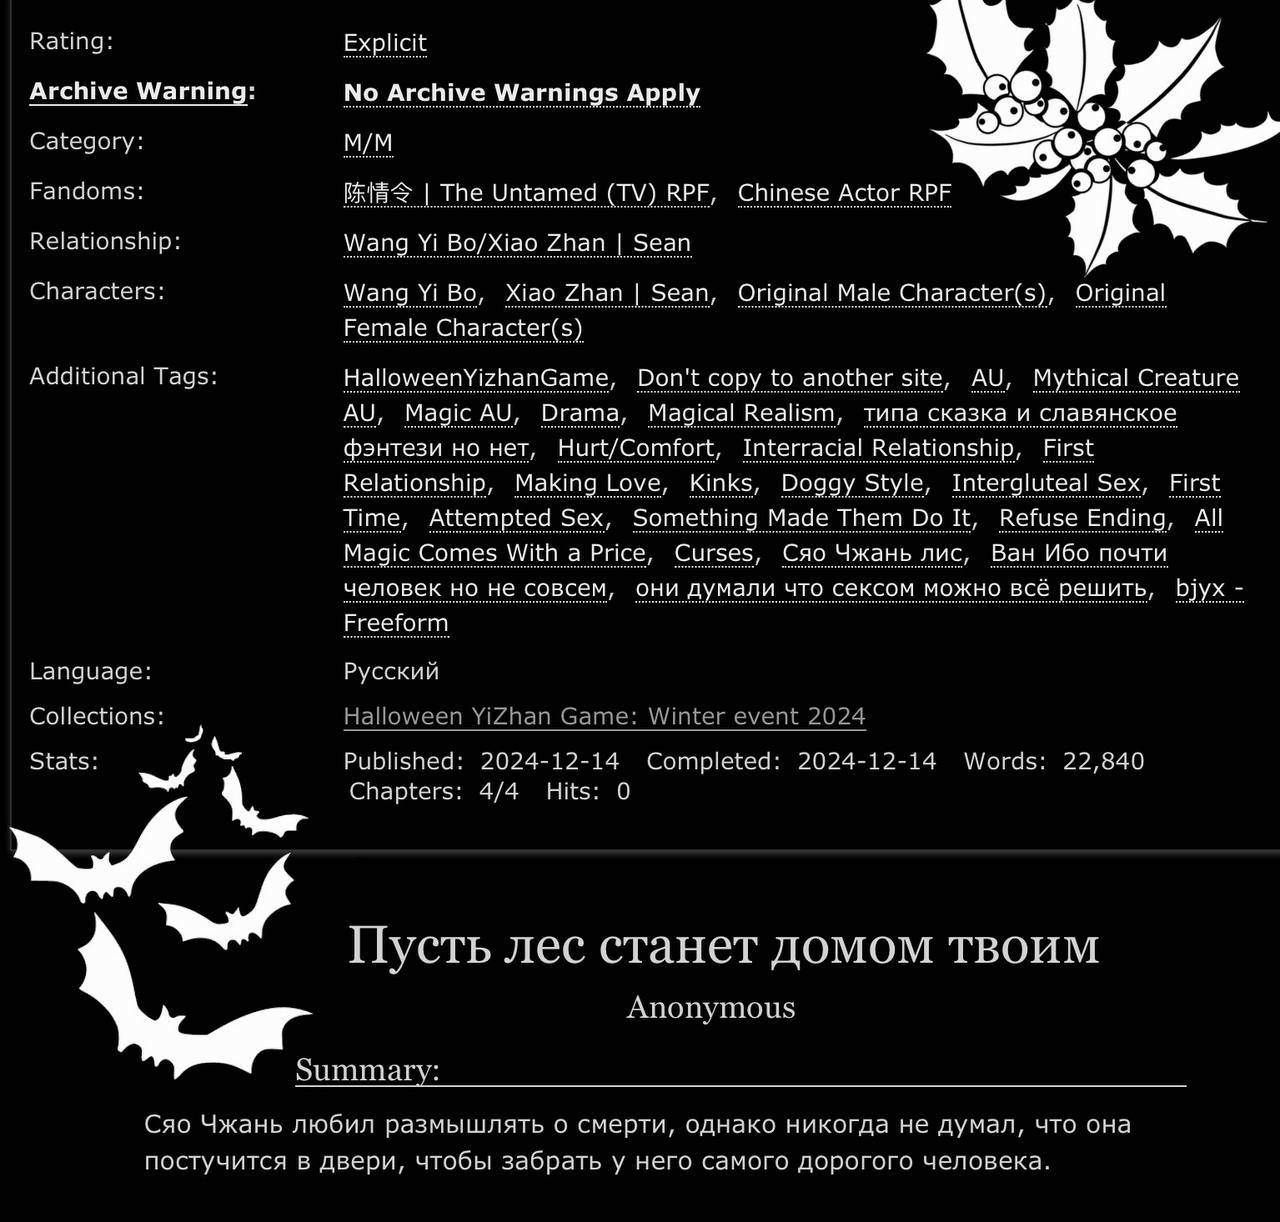 Rating: Explicit
Archive Warning: No Archive Warnings Apply
Category: M/M
Fandoms: 陈情令 | The Untamed (TV) RPF, Chinese Actor RPF
Relationship: Wang Yi Bo/Xiao Zhan | Sean
Characters: Wang Yi Bo, Xiao Zhan | Sean, Original Male Character(s), Original
Female Character(s)
Additional Tags: HalloweenYizhanGame, Don't copy to another site, AU, Mythical Creature
AU, Magic AU, Drama, Magical Realism, типа сказка и славянское
фэнтези но нет, Hurt/Comfort, Interracial Relationship, First
Relationship, Making Love, Kinks, Doggy Style, Intergluteal Sex, First
Time, Attempted Sex, Something Made Them Do It, Refuse Ending, All
Magic Comes With a Price, Curses, Сяо Чжань лис, Ван Ибо почти
человек но не совсем, они думали что сексом можно всё решить, bjyx -
Freeform
Language: Русский
Collections: Halloween YiZhan Game: Winter event 2024
Stats: Published: 2024-12-14 Completed: 2024-12-14 Words: 22,840
Chapters: 4/4 Hits: 0
Пусть лес станет домом твоим
Anonymous
Summary:
Сяо Чжань любил размышлять о смерти, однако никогда не думал, что она
постучится в двери, чтобы забрать у него самого дорогого человека.